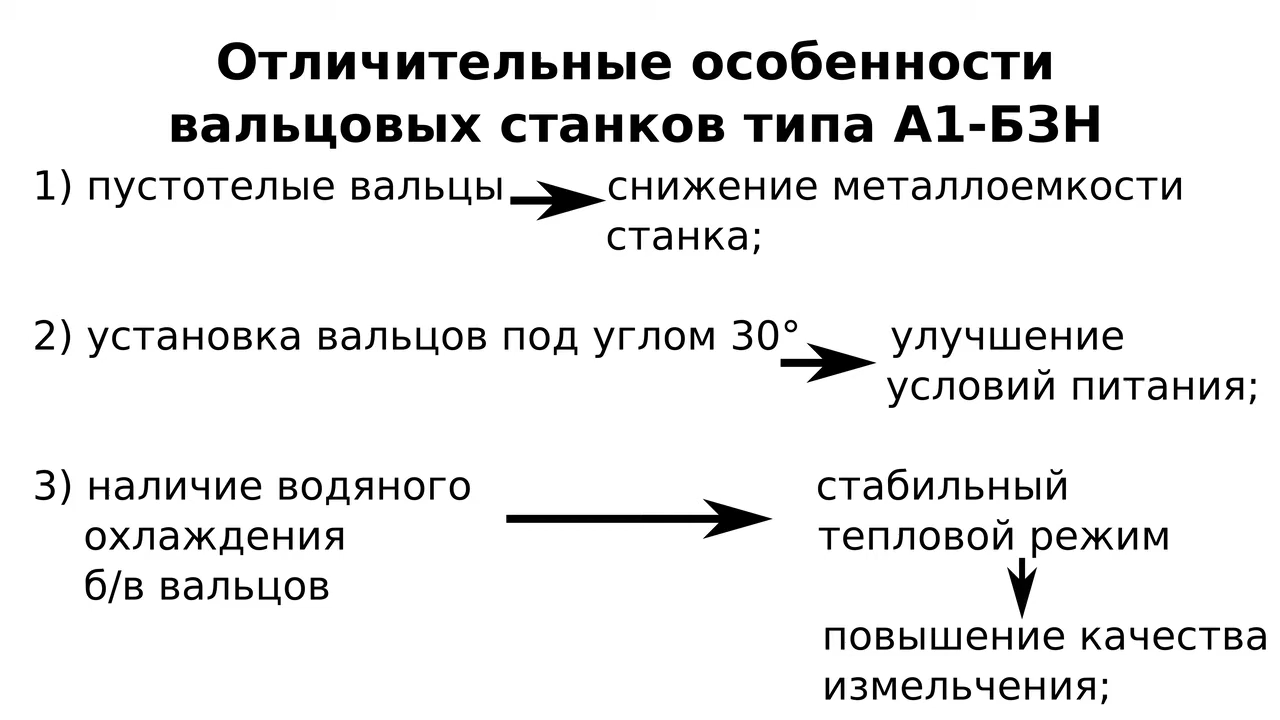 Отличительные особенности
вальцовых станков типа А1-БЗН
1) пустотелые вальцы снижение металлоемкости
станка;
2) установка вальцов под углом 30° улучшение
условий питания;
3) наличие водяного стабильный
охлаждения тепловой режим
б/в вальцов
повышение качества
измельчения;